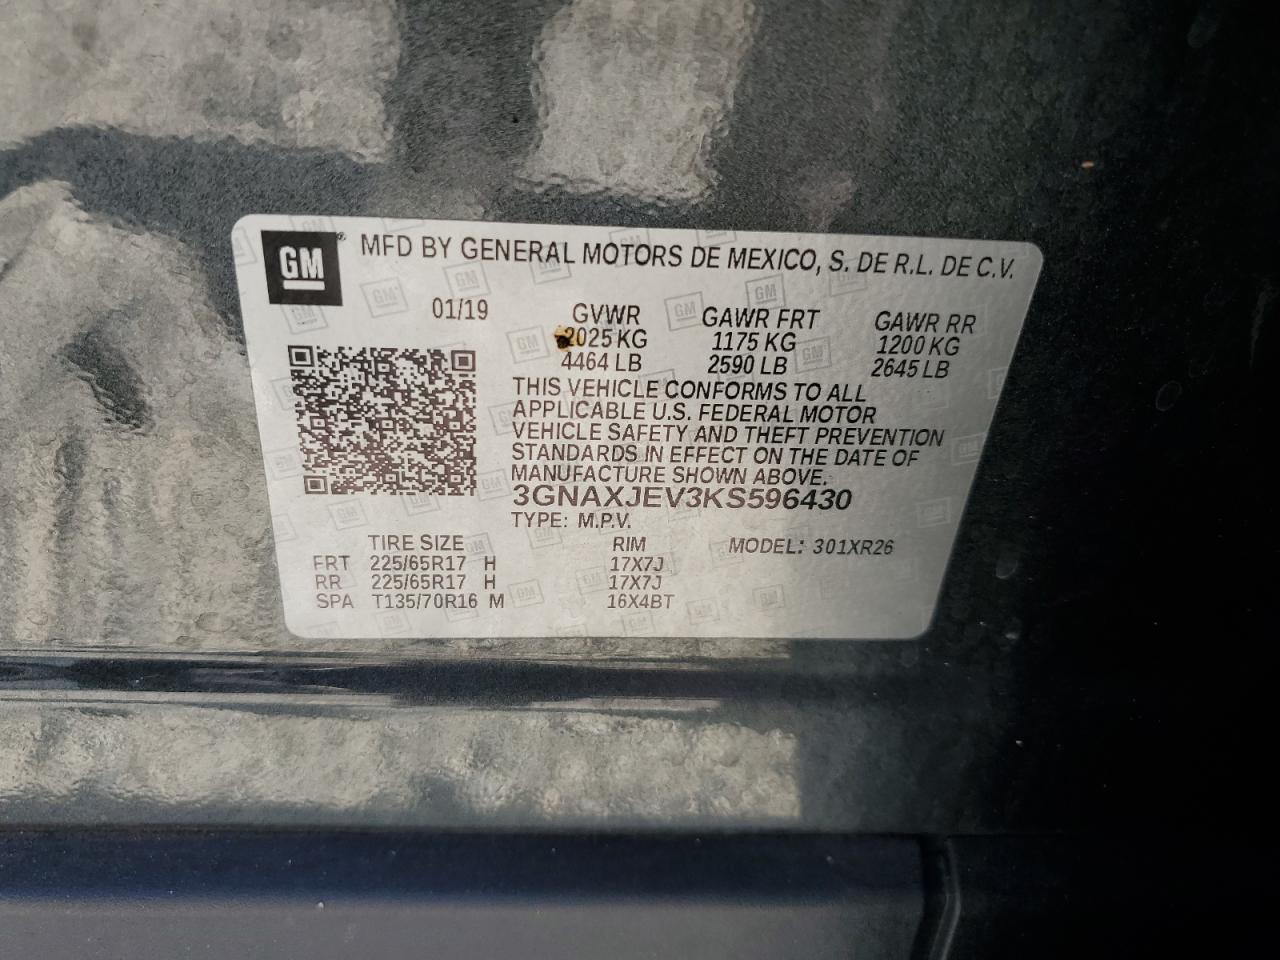 GM
MFD BY GENERAL MOTORS DE MEXICO, S. DE R.L. DE C.V.
01/19 GVWR GAWR FRT GAWR RR
2025 KG 1175 KG 1200 KG
4464 LB 2590 LB 2645 LB
THIS VEHICLE CONFORMS TO ALL
APPLICABLE U.S. FEDERAL MOTOR
VEHICLE SAFETY AND THEFT PREVENTION
STANDARDS IN EFFECT ON THE DATE OF
MANUFACTURE SHOWN ABOVE.
3GNAXJEV3KS596430
TYPE: M.P.V.
TIRE SIZE RIM MODEL: 301XR26
FRT 225/65R17 H 17X7J
RR 225/65R17 H 17X7J
SPA T135/70R16 M 16X4BT